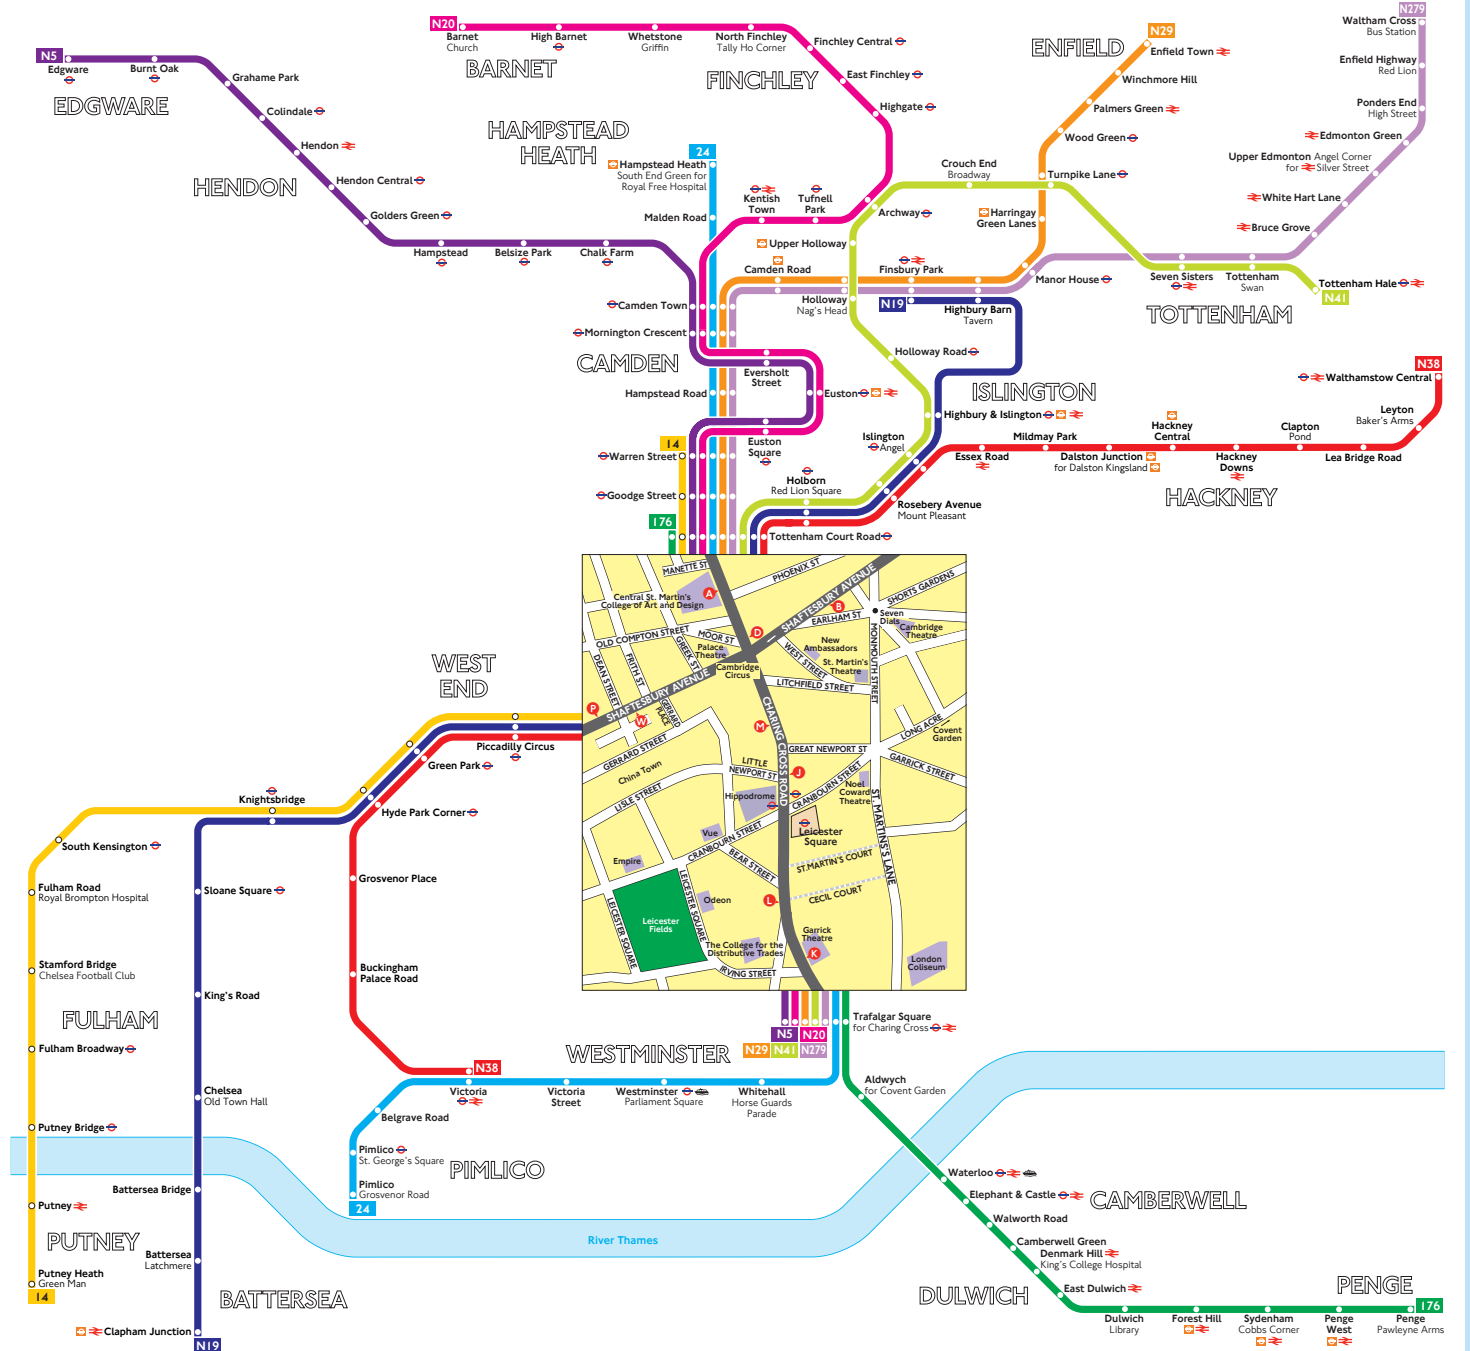 N279
Waltham Cross
Bus Station
N20
Barnet
Church
High Barnet
Whetstone
Griffin
North Finchley
Tally Ho Corner
Finchley Central
BARNET
FINCHLEY
East Finchley
Highgate
N29
ENFIELD
Enfield Town
Winchmore Hill
Palmers Green
Wood Green
Turnpike Lane
Harringay
Green Lanes
Enfield Highway
Red Lion
Ponders End
High Street
Edmonton Green
Upper Edmonton Angel Corner
for Silver Street
White Hart Lane
Bruce Grove
N5
Edgware
Burnt Oak
EDGWARE
Grahame Park
Colindale
Hendon
HENDON
Hendon Central
Golders Green
Hampstead
Belsize Park
Chalk Farm
HAMPSTEAD
HEATH
24
Hampstead Heath
South End Green for
Royal Free Hospital
Malden Road
Kentish
Town
Tufnell
Park
Archway
Crouch End
Broadway
Upper Holloway
Camden Road
Finsbury Park
Manor House
Seven Sisters
Tottenham
Swan
Tottenham Hale
N41
TOTTENHAM
Holloway
Nag's Head
N19
Highbury Barn
Tavern
Camden Town
Mornington Crescent
CAMDEN
Eversholt
Street
Holloway Road
Hampstead Road
Euston
ISLINGTON
Highbury & Islington
N38
Walthamstow Central
Leyton
Baker's Arms
14
Euston
Square
Islington
Angel
Warren Street
Goodge Street
Holborn
Red Lion Square
Essex Road
Mildmay Park
Dalston Junction
for Dalston Kingsland
Hackney
Central
Hackney
Downs
Clapton
Pond
Lea Bridge Road
HACKNEY
Rosebery Avenue
Mount Pleasant
176
Tottenham Court Road
MANETTE ST
PHOENIX ST
SHAFTESBURY AVENUE
SHORTS GARDENS
Central St. Martin's
College of Art and Design
A
B
EARLHAM ST
Seven
Dials
Cambridge
Theatre
D
OLD COMPTON STREET
MOOR ST
GREEK ST
Palace
Theatre
New
Ambassadors
WEST STREET
St. Martin's
Theatre
MONMOUTH STREET
DEAN STREET
FRITH ST
Cambridge
Circus
LITCHFIELD STREET
SHAFTESBURY AVENUE
P
W
GERRARD
PLACE
CHARING CROSS ROAD
M
LONG ACRE
Covent
Garden
GERRARD STREET
GREAT NEWPORT ST
GARRICK STREET
China Town
LITTLE
NEWPORT ST
J
CRANBOURN STREET
LISLE STREET
Hippodrome
Noel
Coward
Theatre
ST. MARTINS'S LANE
Vue
Leicester
Square
CRANBOURN STREET
BEAR STREET
ST.MARTIN'S COURT
Empire
LEICESTER SQUARE
Odeon
L
CECIL COURT
Leicester
Fields
LEICESTER SQUARE
Garrick
Theatre
The College for the
Distributive Trades
K
IRVING STREET
London
Coliseum
WEST
END
Piccadilly Circus
Green Park
Knightsbridge
Hyde Park Corner
South Kensington
Fulham Road
Royal Brompton Hospital
Sloane Square
Grosvenor Place
Stamford Bridge
Chelsea Football Club
Buckingham
Palace Road
King's Road
FULHAM
Fulham Broadway
N5
N20
N29
N41
N279
Trafalgar Square
for Charing Cross
WESTMINSTER
N38
Victoria
Victoria
Street
Westminster
Parliament Square
Whitehall
Horse Guards
Parade
Aldwych
for Covent Garden
Chelsea
Old Town Hall
Belgrave Road
Putney Bridge
Pimlico
St. George's Square
PIMLICO
Pimlico
Grosvenor Road
24
Battersea Bridge
Putney
PUTNEY
River Thames
Waterloo
Elephant & Castle
CAMBERWELL
Walworth Road
Camberwell Green
Denmark Hill
King's College Hospital
East Dulwich
DULWICH
PENGE
Battersea
Latchmere
Putney Heath
Green Man
14
BATTERSEA
176
Dulwich
Library
Forest Hill
Sydenham
Cobbs Corner
Penge
West
Penge
Pawleyne Arms
Clapham Junction
N19